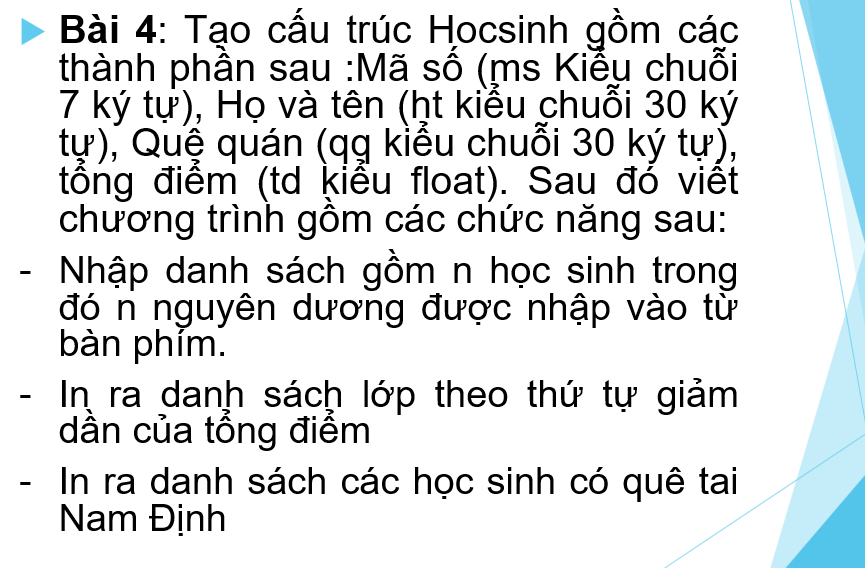 Bài 4: Tạo cấu trúc Hocsinh gồm các
thành phần sau :Mã số (ms Kiểu chuỗi
7 ký tự), Họ và tên (ht kiểu chuỗi 30 ký
tự), Quê quán (qq kiểu chuỗi 30 ký tự),
tổng điểm (td kiểu float). Sau đó viết
chương trình gồm các chức năng sau:
- Nhập danh sách gồm n học sinh trong
đó n nguyên dương được nhập vào từ
bàn phím.
- In ra danh sách lớp theo thứ tự giảm
dần của tổng điểm
- In ra danh sách các học sinh có quê tai
Nam Định